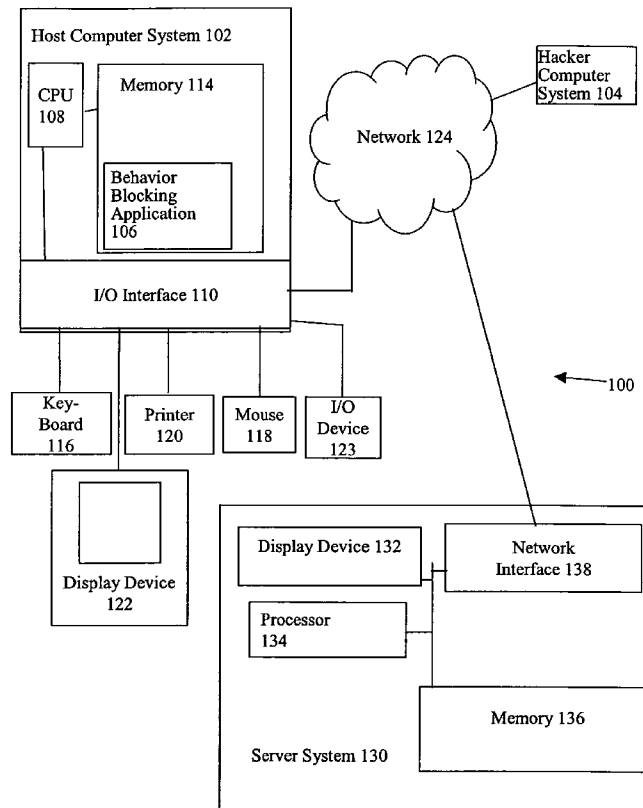 Host Computer System 102
CPU
108
Memory 114
Behavior
Blocking
Application
106
I/O Interface 110
Network 124
Hacker
Computer
System 104
100
Key-
Board
116
Printer
120
Mouse
118
I/O
Device
123
Display Device
122
Display Device 132
Network
Interface 138
Processor
134
Memory 136
Server System 130